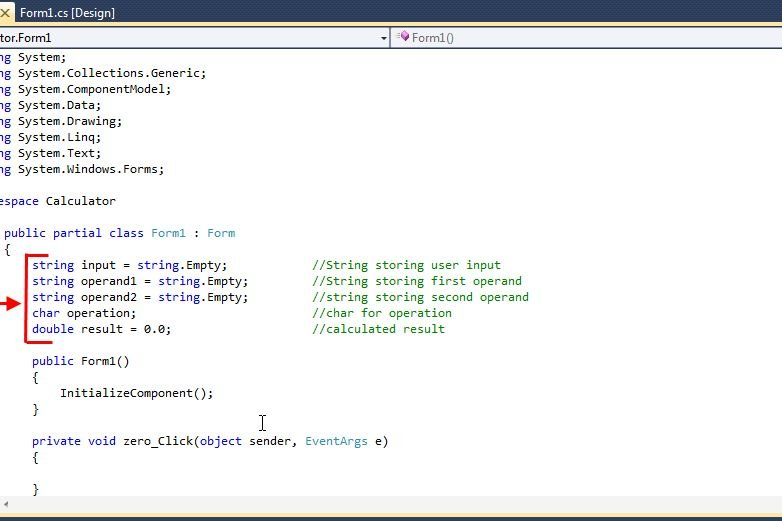 Form1.cs [Design]
tor.Form1
Form1()
ng System;
ng System.Collections.Generic;
ng System.ComponentModel;
ng System.Data;
ng System.Drawing;
ng System.Linq;
ng System.Text;
ng System.Windows.Forms;
espace Calculator
public partial class Form1 : Form
{
string input = string.Empty; //String storing user input
string operand1 = string.Empty; //String storing first operand
string operand2 = string.Empty; //string storing second operand
char operation; //char for operation
double result = 0.0; //calculated result
public Form1()
{
InitializeComponent();
}
private void zero_Click(object sender, EventArgs e)
{
}